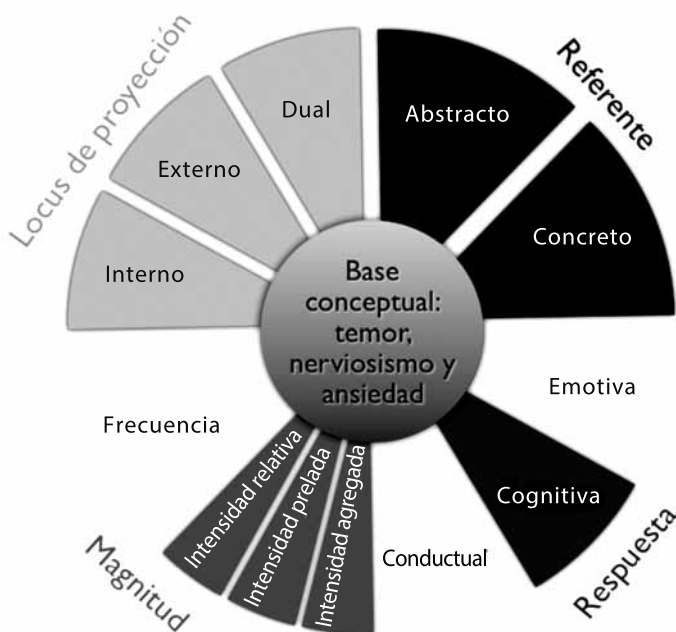 Locus de proyección
Interno
Externo
Dual
Referente
Abstracto
Concreto
Base
conceptual:
temor,
nerviosismo y
ansiedad
Emotiva
Cognitiva
Conductual
Respuesta
Frecuencia
Intensidad relativa
Intensidad prelada
Intensidad agregada
Magnitud